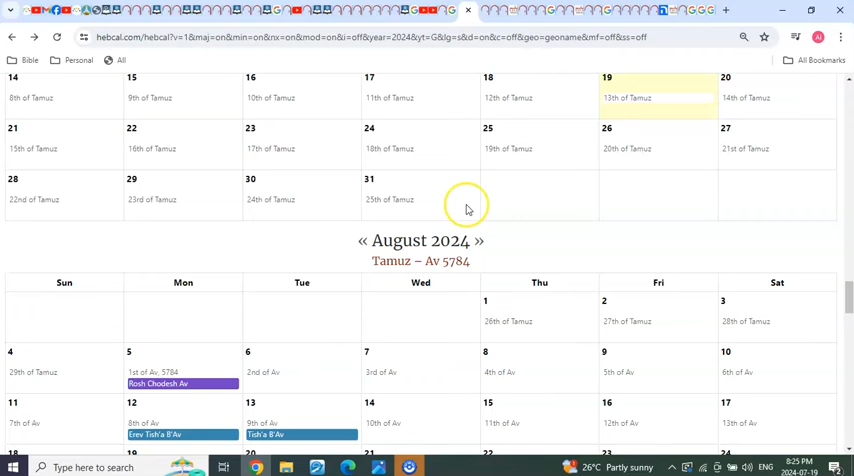 hebcal.com/hebcal?v=1&maj=on&min=on&nx=on&mod=on&i=off&year=2024&yt=G&lg=s&d=on&c=off&geo=geoname&mf=off&ss=off
Bible Personal All All Bookmarks
14 15 16 17 18 19 20
8th of Tamuz 9th of Tamuz 10th of Tamuz 11th of Tamuz 12th of Tamuz 13th of Tamuz 14th of Tamuz
21 22 23 24 25 26 27
15th of Tamuz 16th of Tamuz 17th of Tamuz 18th of Tamuz 19th of Tamuz 20th of Tamuz 21st of Tamuz
28 29 30 31
22nd of Tamuz 23rd of Tamuz 24th of Tamuz 25th of Tamuz
« August 2024 »
Tamuz – Av 5784
Sun Mon Tue Wed Thu Fri Sat
1 2 3
26th of Tamuz 27th of Tamuz 28th of Tamuz
4 5 6 7 8 9 10
29th of Tamuz 1st of Av, 5784 2nd of Av 3rd of Av 4th of Av 5th of Av 6th of Av
Rosh Chodesh Av
11 12 13 14 15 16 17
7th of Av 8th of Av 9th of Av 10th of Av 11th of Av 12th of Av 13th of Av
Erev Tish'a B'Av Tish'a B'Av
18 19 20 21 22 23 24
Type here to search 26°C Partly sunny ENG 8:25 PM
2024-07-19